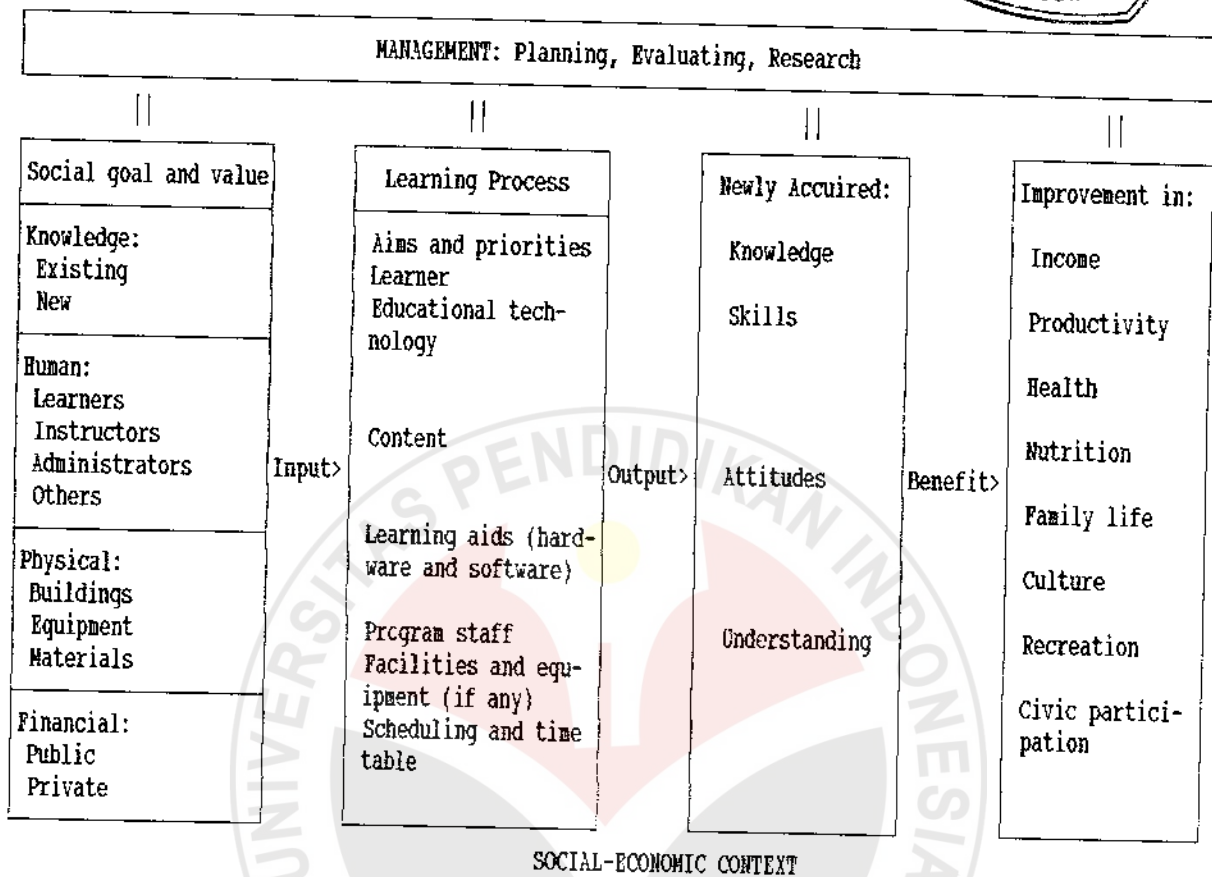 MANAGEMENT: Planning, Evaluating, Research
Social goal and value
Knowledge:
Existing
New
Human:
Learners
Instructors
Administrators
Others
Physical:
Buildings
Equipment
Materials
Financial:
Public
Private
Input>
Learning Process
Aims and priorities
Learner
Educational tech-
nology
Content
Learning aids (hard-
ware and software)
Program staff
Facilities and equ-
ipment (if any)
Scheduling and time
table
Output>
Newly Accuired:
Knowledge
Skills
Attitudes
Understanding
Benefit>
Improvement in:
Income
Productivity
Health
Nutrition
Family life
Culture
Recreation
Civic partici-
pation
SOCIAL-ECONOMIC CONTEXT
UNIVERSITAS PENDIDIKAN INDONESIA